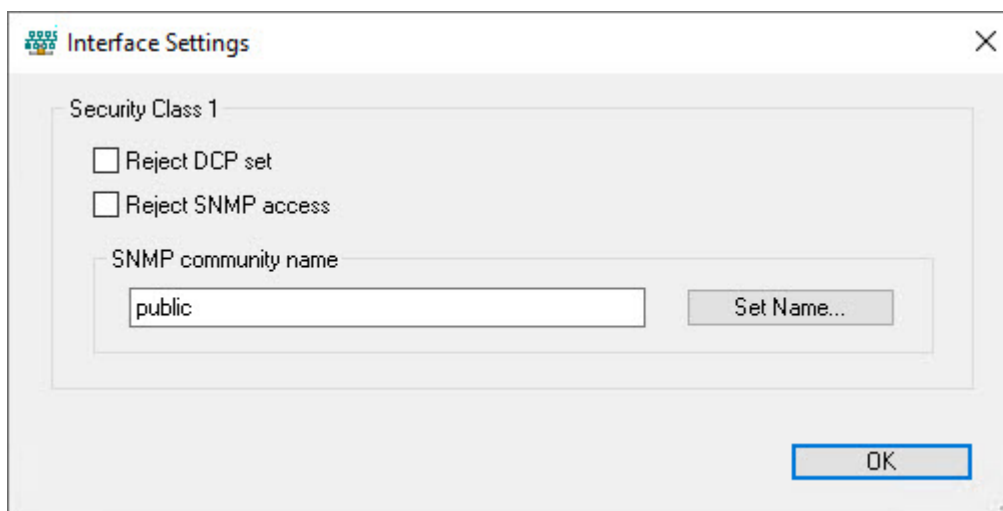 Interface Settings
Security Class 1
Reject DCP set
Reject SNMP access
SNMP community name
public
Set Name...
OK